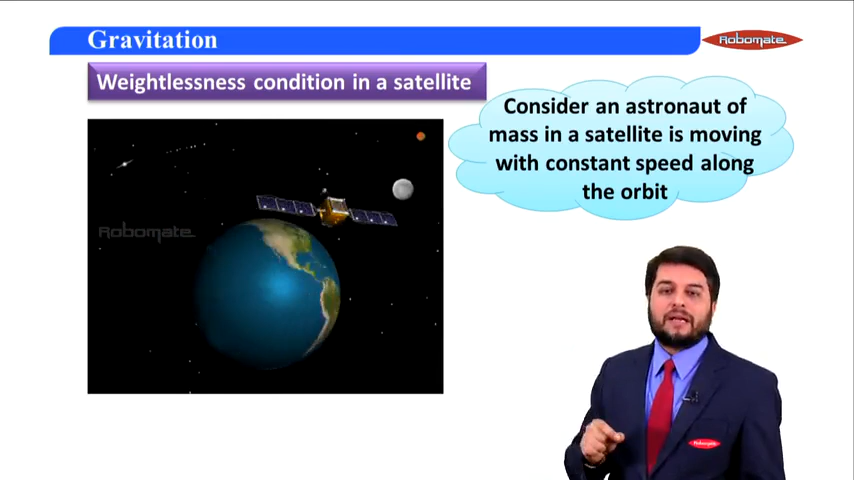 Gravitation
Robomate
Weightlessness condition in a satellite
Consider an astronaut of
mass in a satellite is moving
with constant speed along
the orbit
Robomate
Robomate